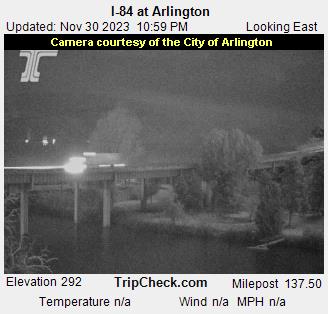 I-84 at Arlington
Updated: Nov 30 2023 10:59 PM Looking East
Camera courtesy of the City of Arlington
Elevation 292 TripCheck.com Milepost 137.50
Temperature n/a Wind n/a MPH n/a